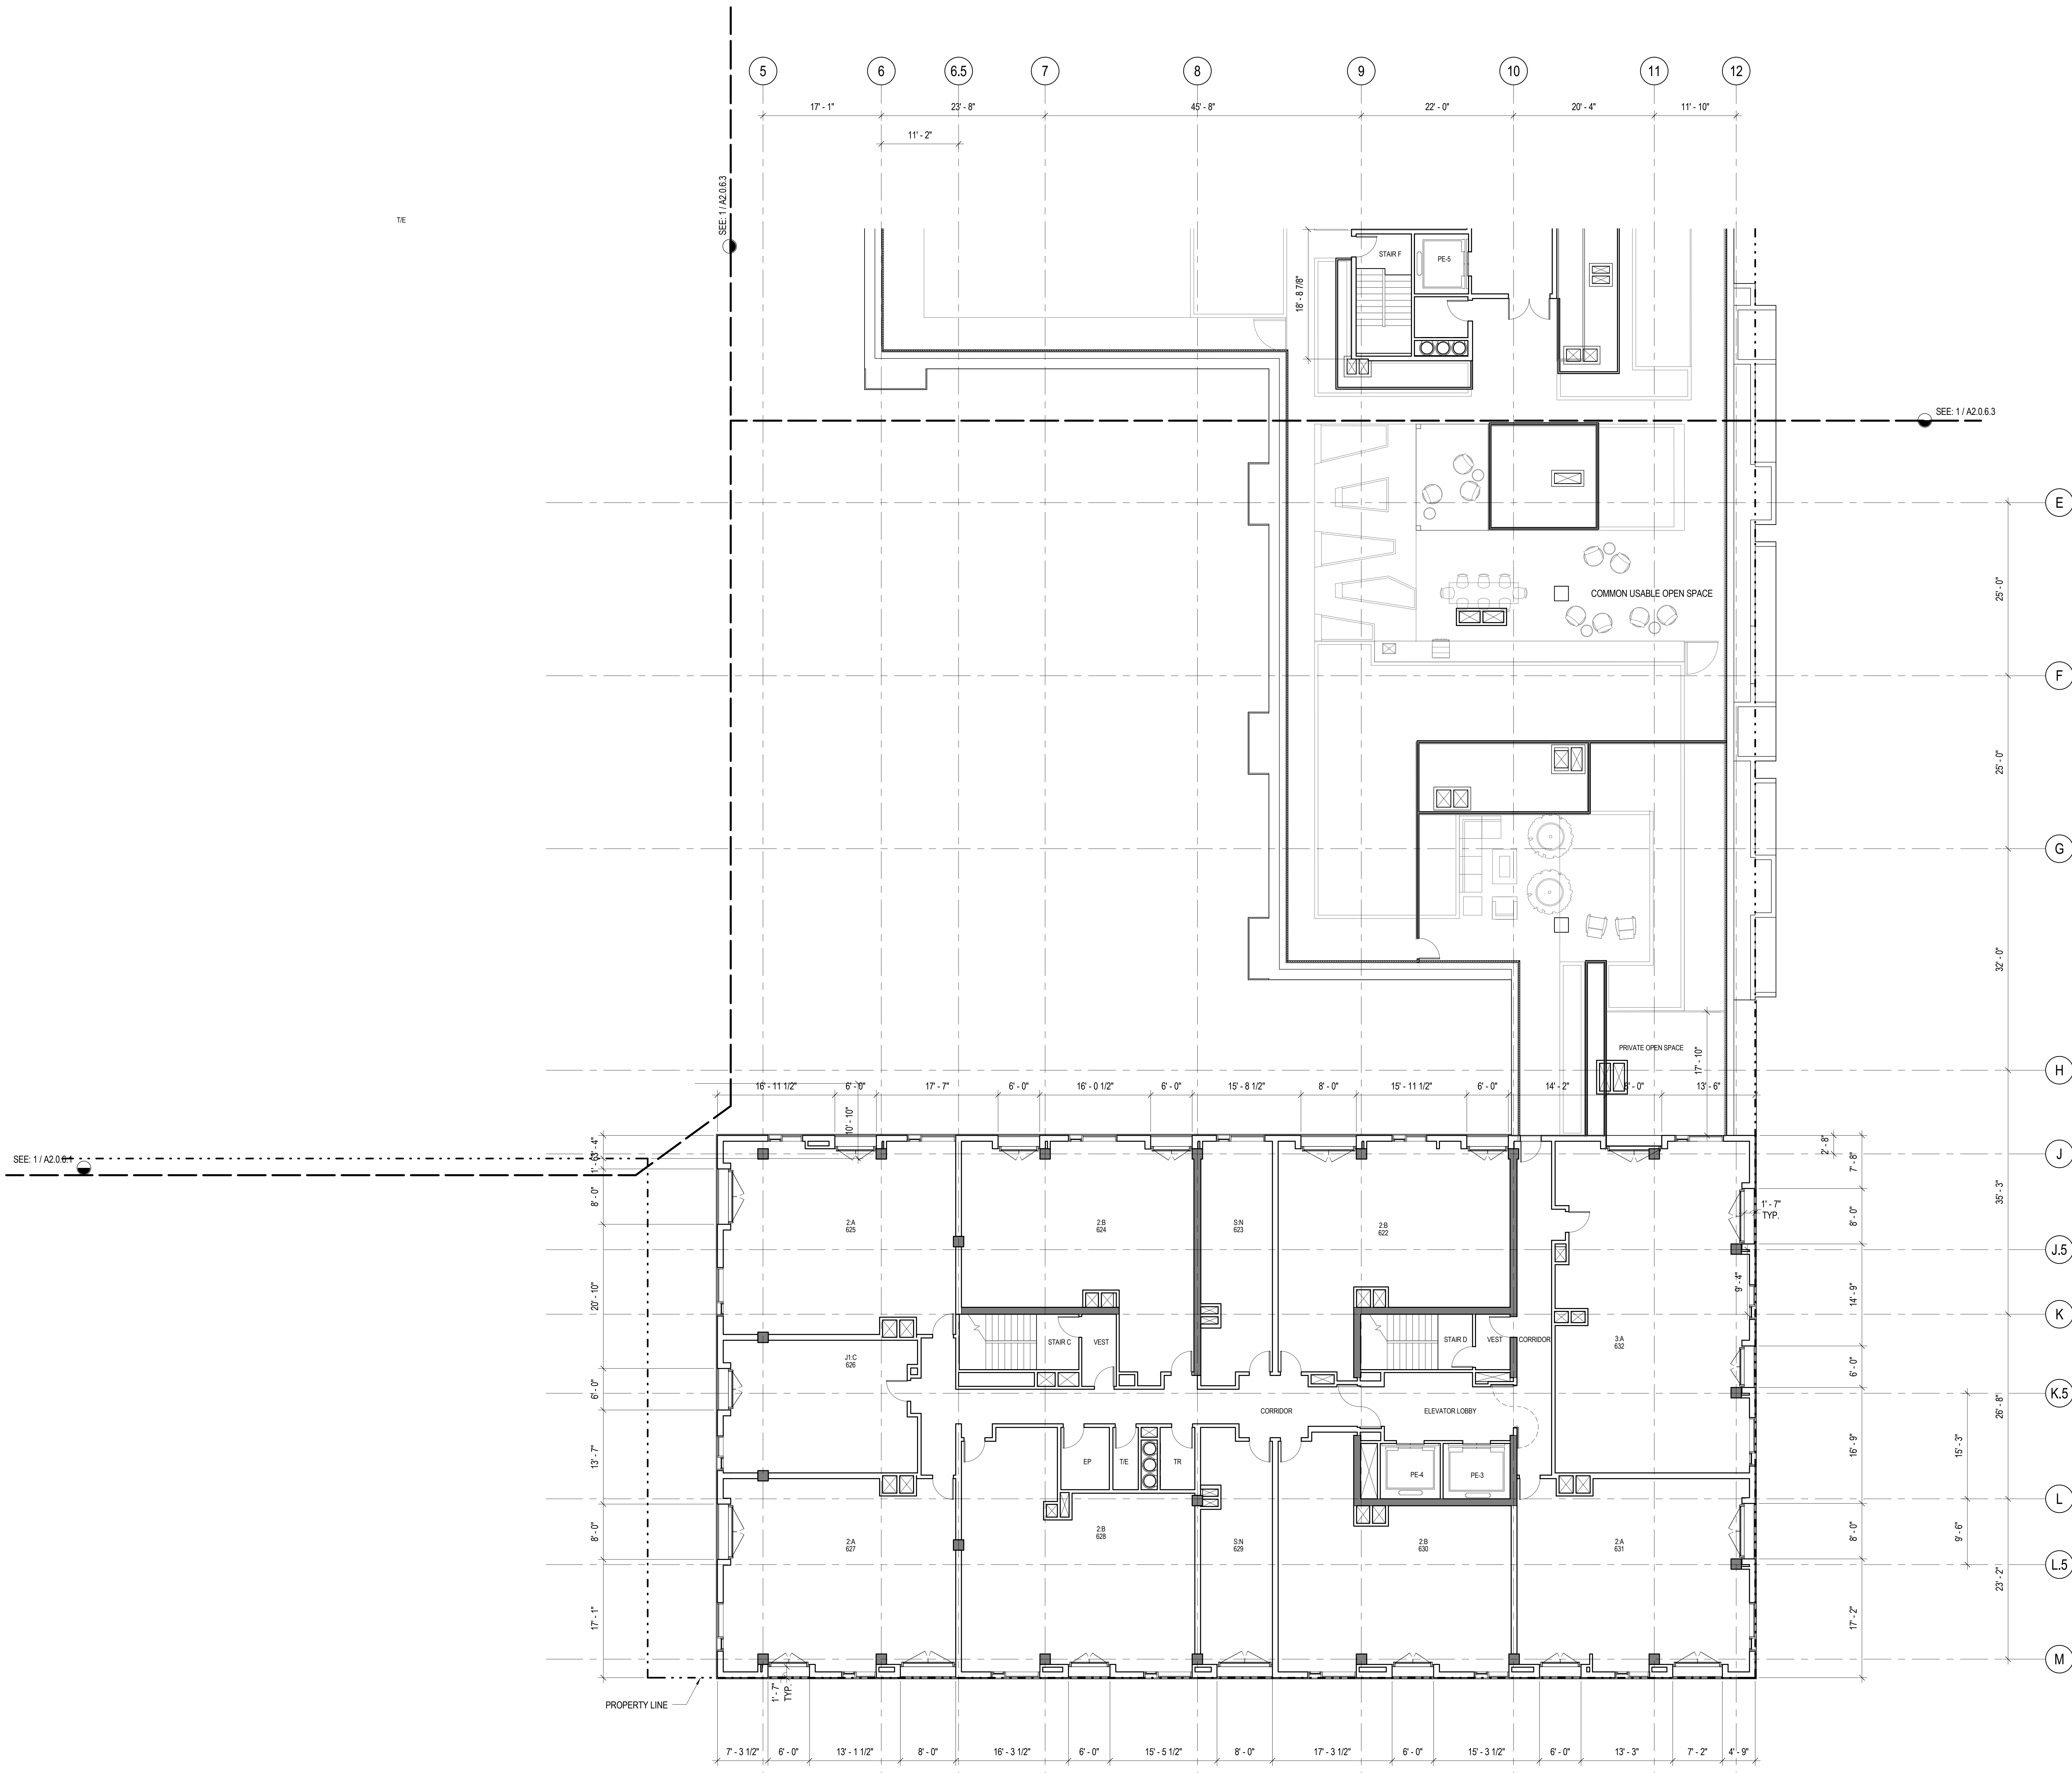 5
6
6.5
7
8
9
10
11
12
17' - 1"
23' - 8"
45' - 8"
22' - 0"
20' - 4"
11' - 10"
11' - 2"
SEE: 1 / A2.0.6.3
T/E
STAIR F
PE-5
18' - 8 7/8"
SEE: 1 / A2.0.6.3
E
25' - 0"
COMMON USABLE OPEN SPACE
F
25' - 0"
G
32' - 0"
PRIVATE OPEN SPACE
17' - 10"
H
16' - 11 1/2"
6' - 0"
17' - 7"
6' - 0"
16' - 0 1/2"
6' - 0"
15' - 8 1/2"
8' - 0"
15' - 11 1/2"
6' - 0"
14' - 2"
8' - 0"
13' - 6"
10' - 10"
3' - 4"
2' - 8"
J
SEE: 1 / A2.0.6.1
7' - 8"
8' - 0"
35' - 3"
1' - 7"
TYP.
8' - 0"
2:A
625
2:B
624
S:N
623
2:B
622
J.5
20' - 10"
9' - 4"
14' - 9"
K
STAIR C
VEST
STAIR D
VEST
CORRIDOR
3:A
632
J1:C
626
6' - 0"
6' - 0"
K.5
26' - 8"
CORRIDOR
ELEVATOR LOBBY
13' - 7"
16' - 9"
15' - 3"
EP
T/E
TR
PE-4
PE-3
L
8' - 0"
8' - 0"
9' - 6"
2:A
627
2:B
628
S:N
629
2:B
630
2:A
631
L.5
23' - 2"
17' - 1"
17' - 2"
M
1' - 7"
TYP.
PROPERTY LINE
7' - 3 1/2"
6' - 0"
13' - 1 1/2"
8' - 0"
16' - 3 1/2"
6' - 0"
15' - 5 1/2"
8' - 0"
17' - 3 1/2"
6' - 0"
15' - 3 1/2"
6' - 0"
13' - 3"
7' - 2"
4' - 9"